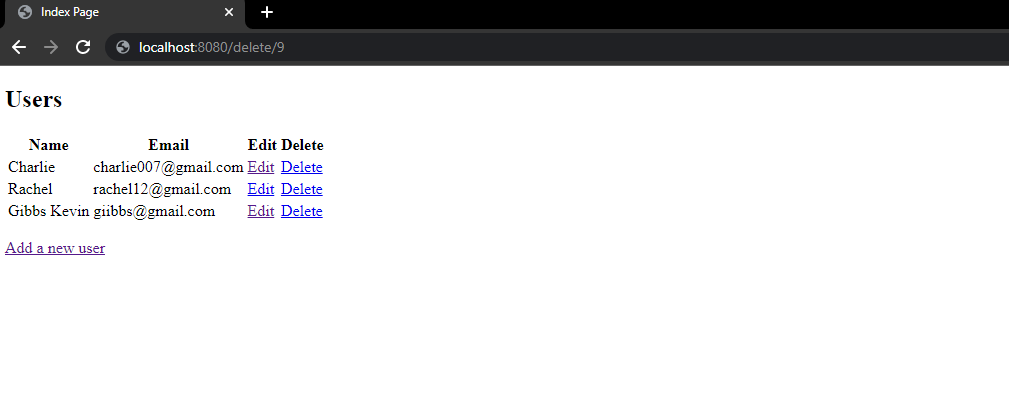 Index Page
localhost:8080/delete/9
Users
Name Email Edit Delete
Charlie charlie007@gmail.com Edit Delete
Rachel rachel12@gmail.com Edit Delete
Gibbs Kevin giibbs@gmail.com Edit Delete
Add a new user